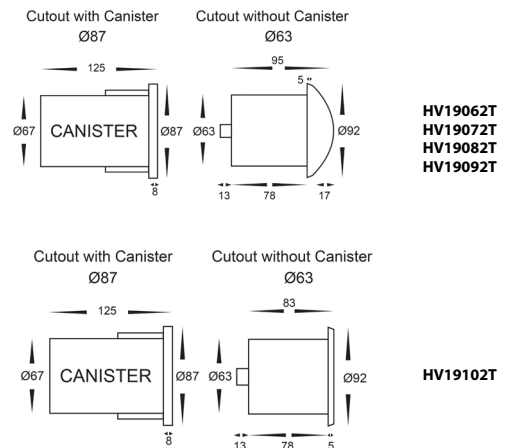 Cutout with Canister
Ø87
Cutout without Canister
Ø63
125
95
5
Ø67
CANISTER
Ø87
Ø63
Ø92
8
13
78
17
HV19062T
HV19072T
HV19082T
HV19092T
Cutout with Canister
Ø87
Cutout without Canister
Ø63
125
83
Ø67
CANISTER
Ø87
Ø63
Ø92
8
13
78
5
HV19102T